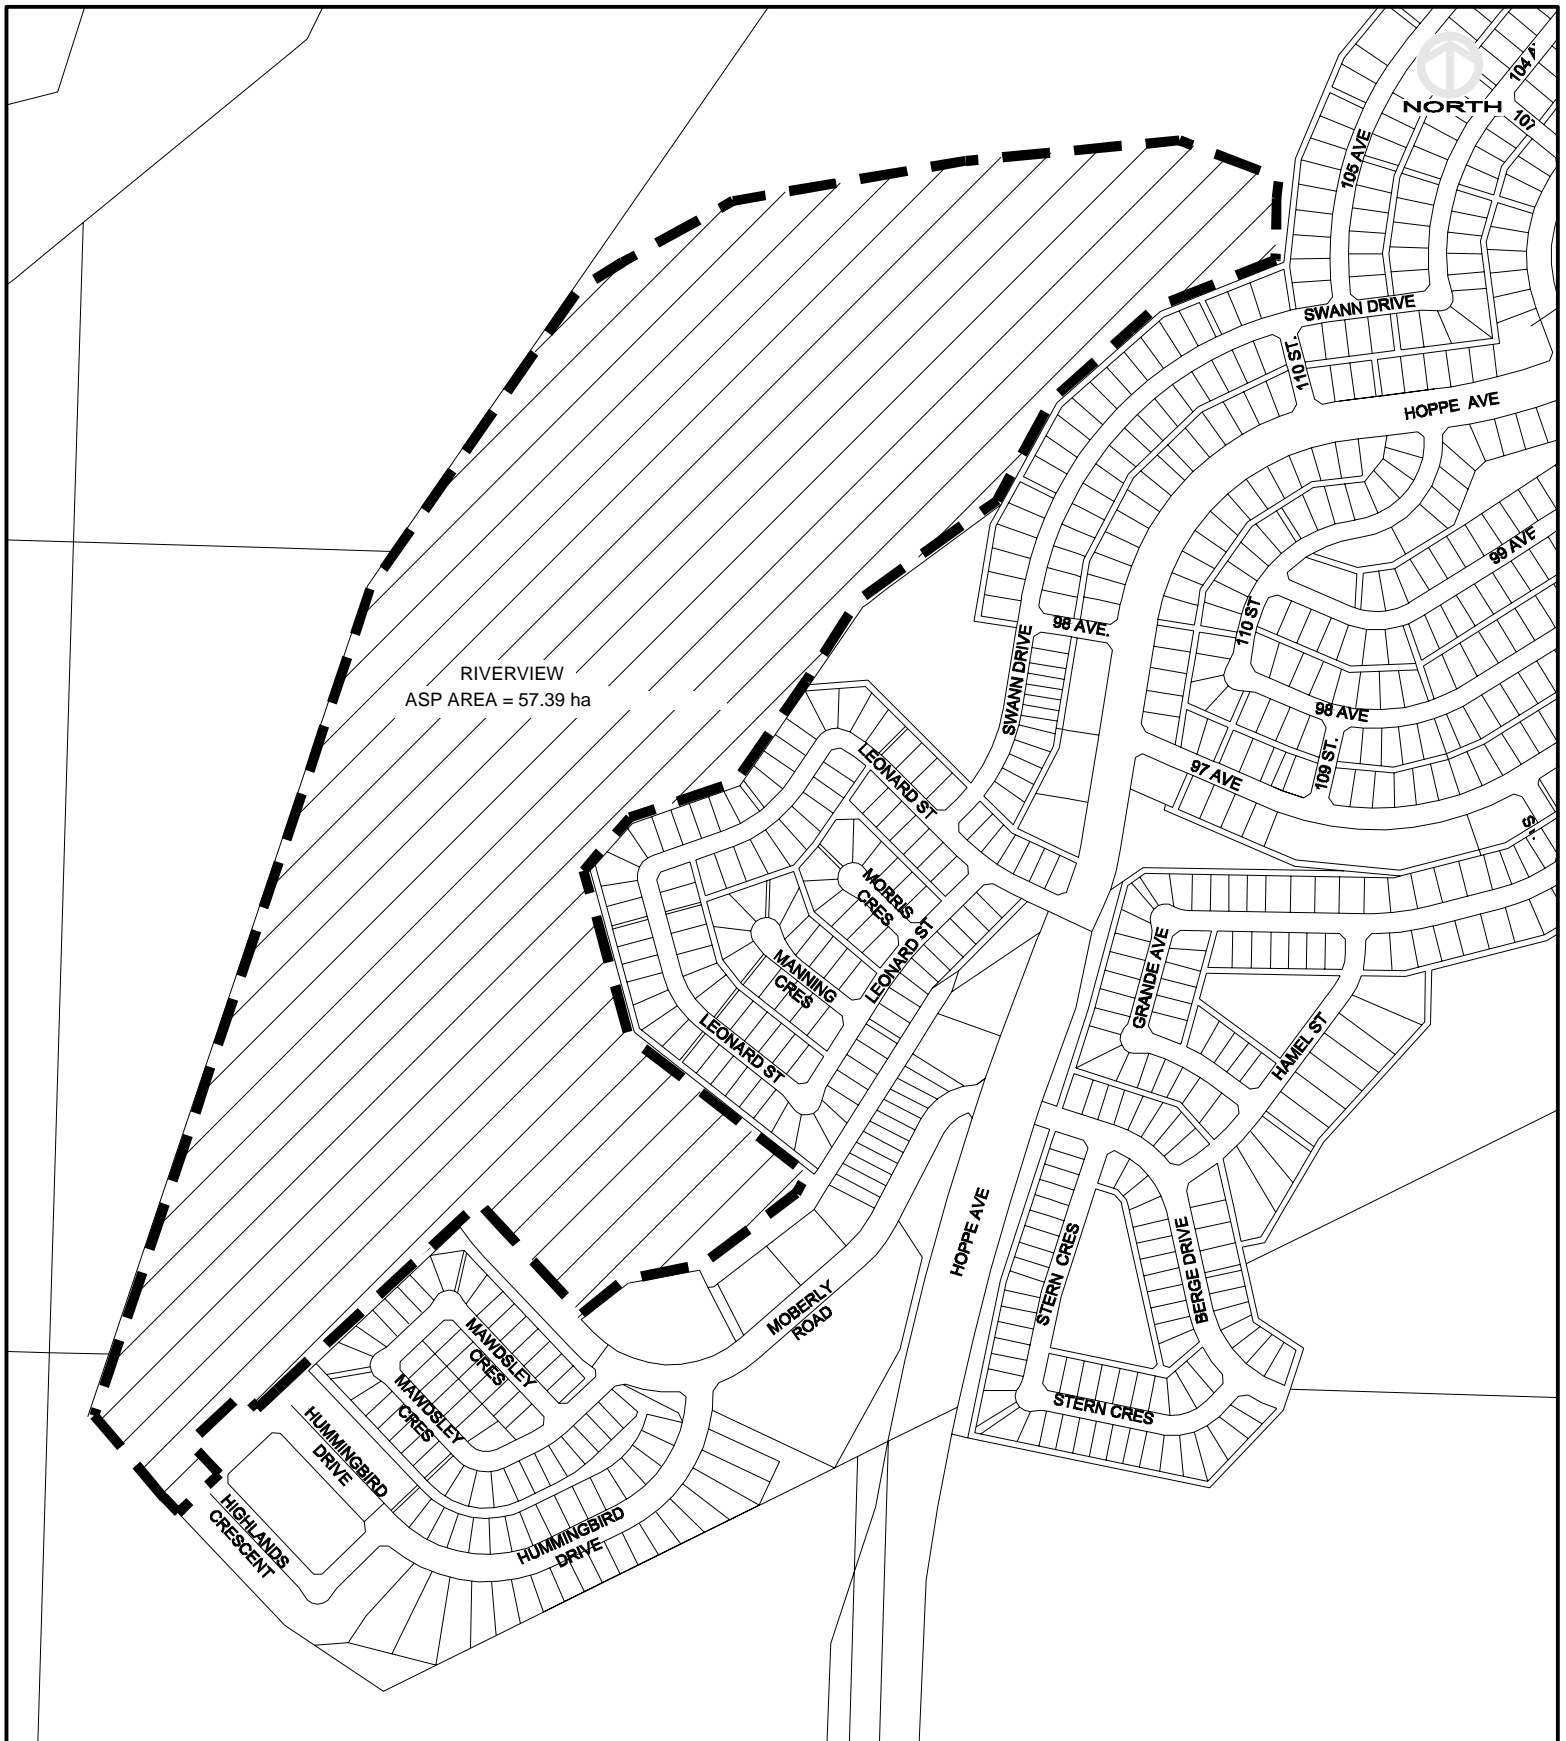 104 A
NORTH
107
105 AVE
SWANN DRIVE
110 ST.
HOPPE AVE
99 AVE
110 ST
98 AVE.
SWANN DRIVE
RIVERVIEW
ASP AREA = 57.39 ha
98 AVE
109 ST.
97 AVE
LEONARD ST
MORRIS
CRES
LEONARD ST
MANNING
CRES
LEONARD ST
GRANDE AVE
HAMEL ST
HOPPE AVE
STERN CRES
BERGE DRIVE
MOBERLY
ROAD
MAWDSLEY
CRES
MAWDSLEY
CRES
STERN CRES
HUMMINGBIRD
DRIVE
HIGHLANDS
CRESCENT
HUMMINGBIRD
DRIVE